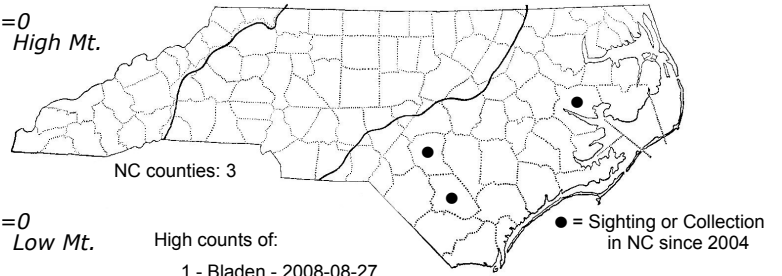 =0
High Mt.
NC counties: 3
=0
Low Mt.
High counts of:
1 - Bladen - 2008-08-27
● = Sighting or Collection
in NC since 2004